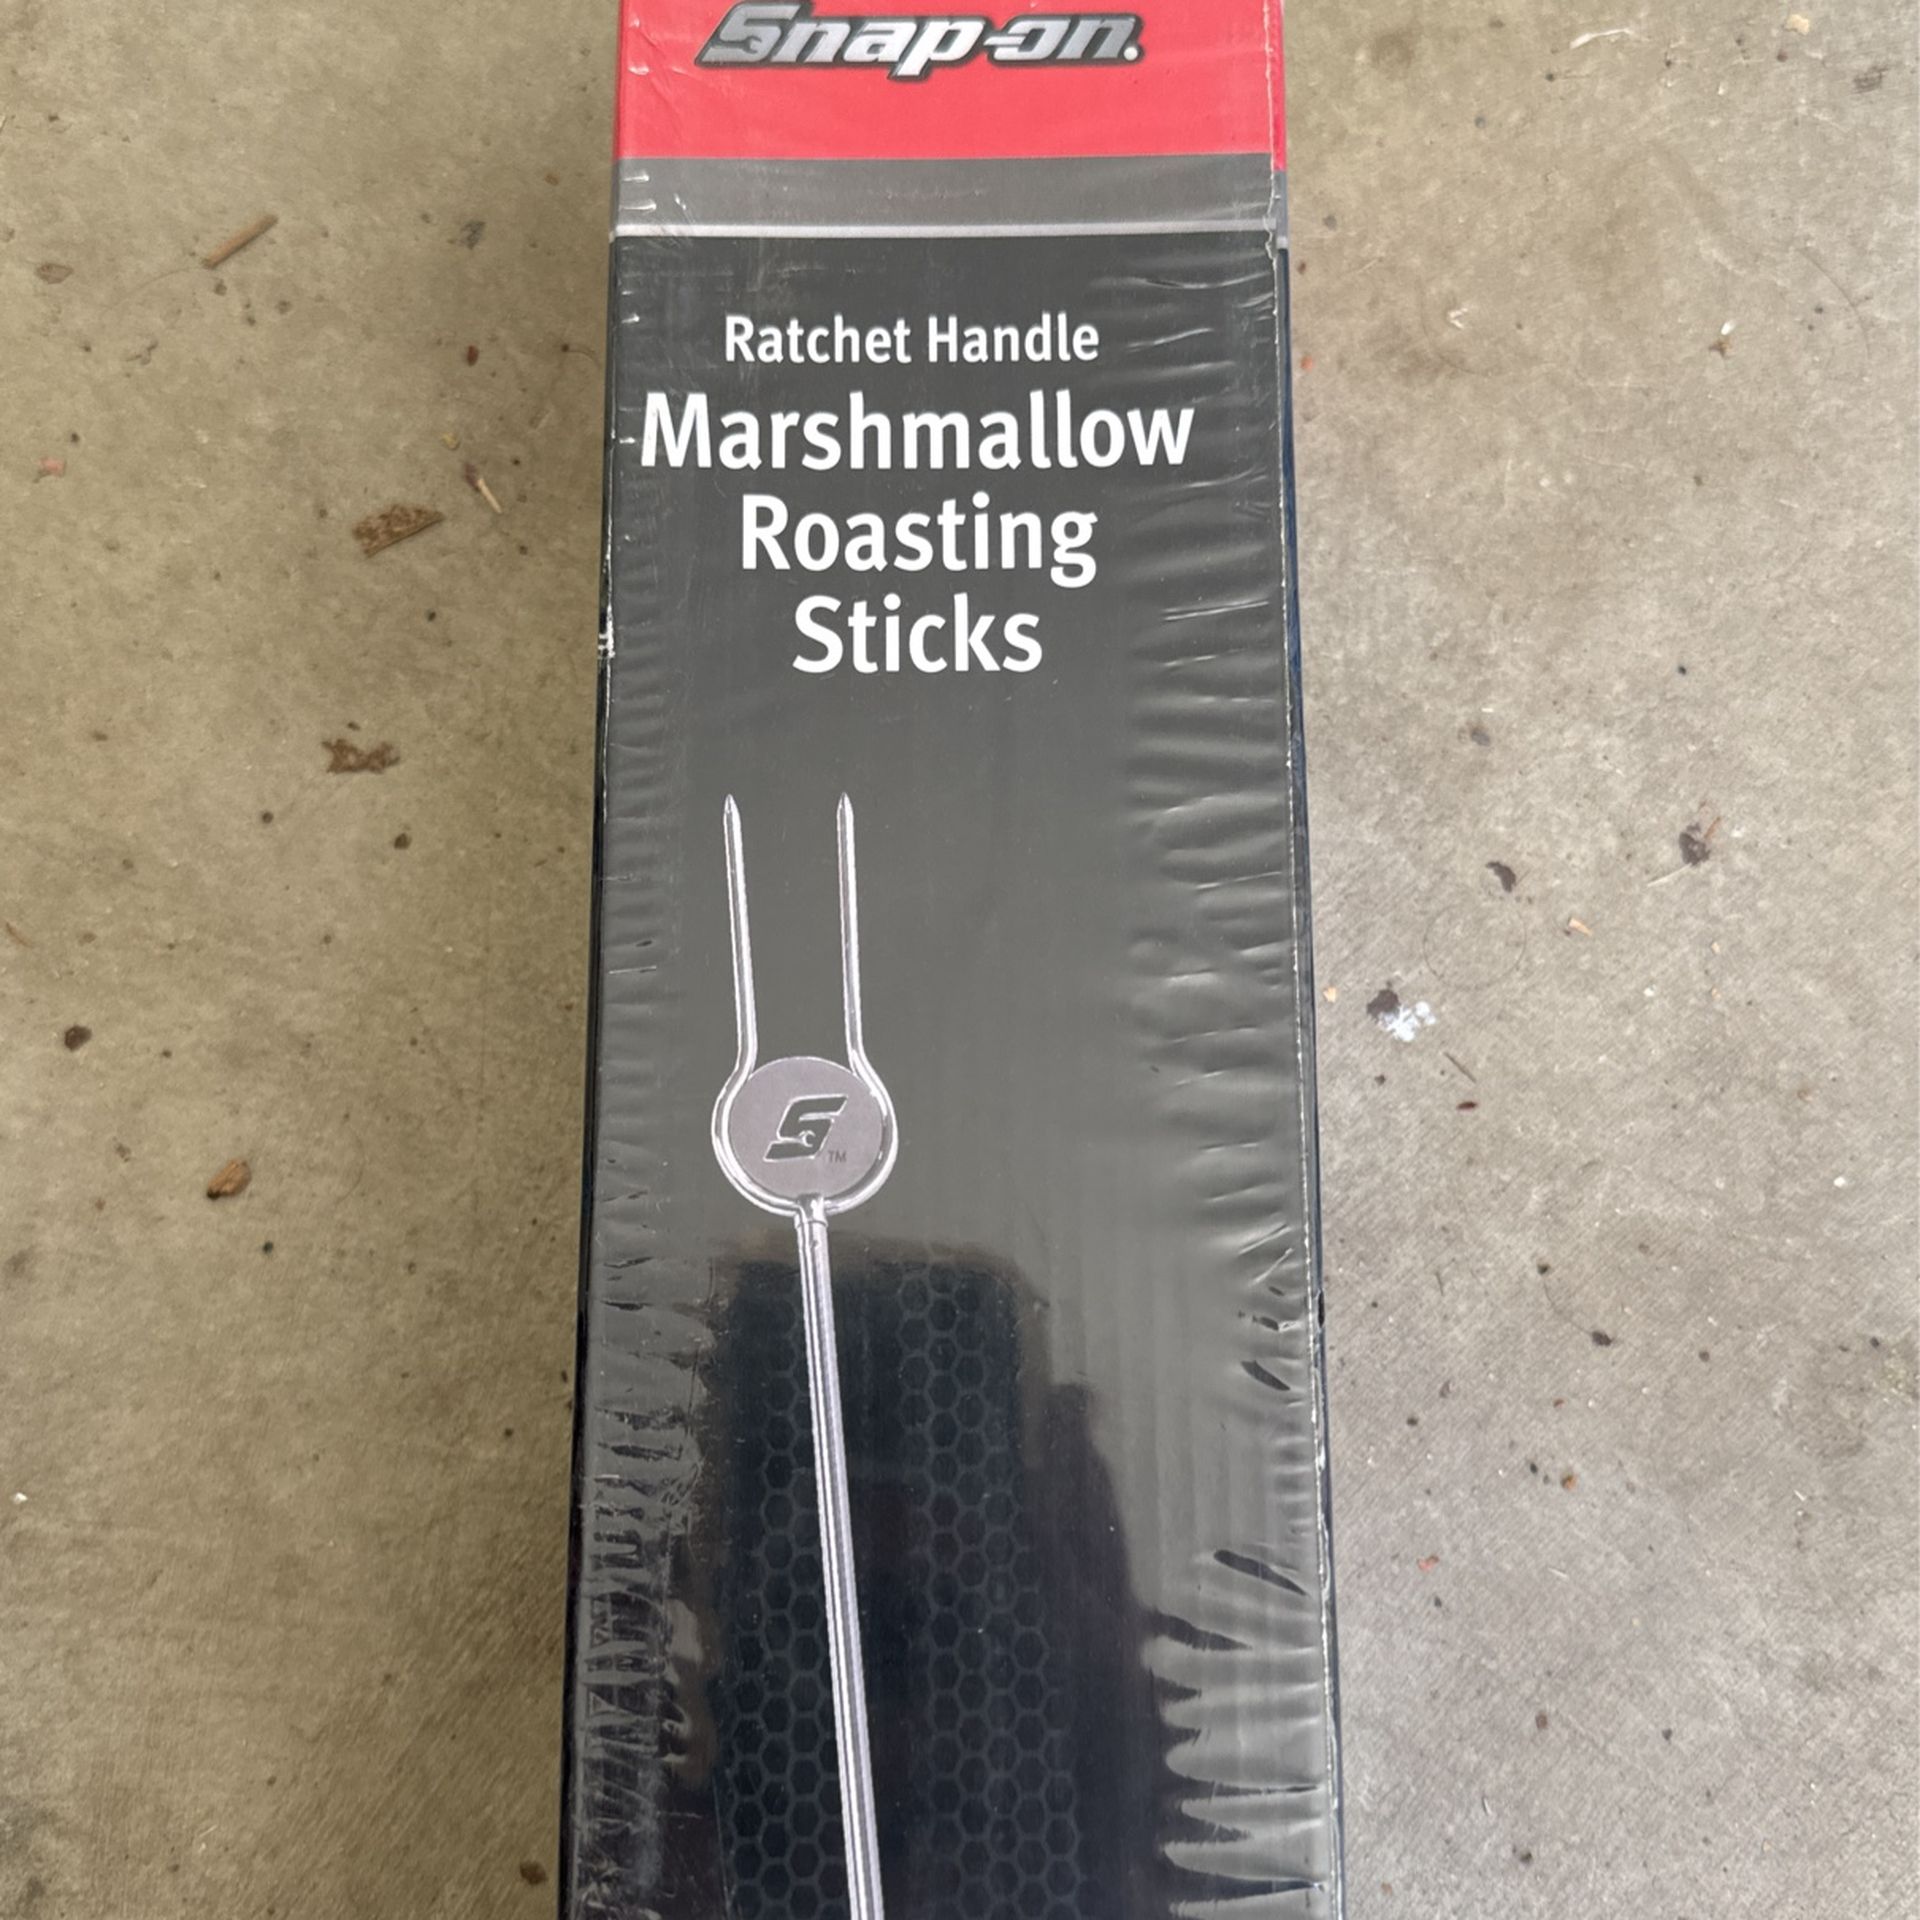 Snap-on.
Ratchet Handle
Marshmallow
Roasting
Sticks
S TM